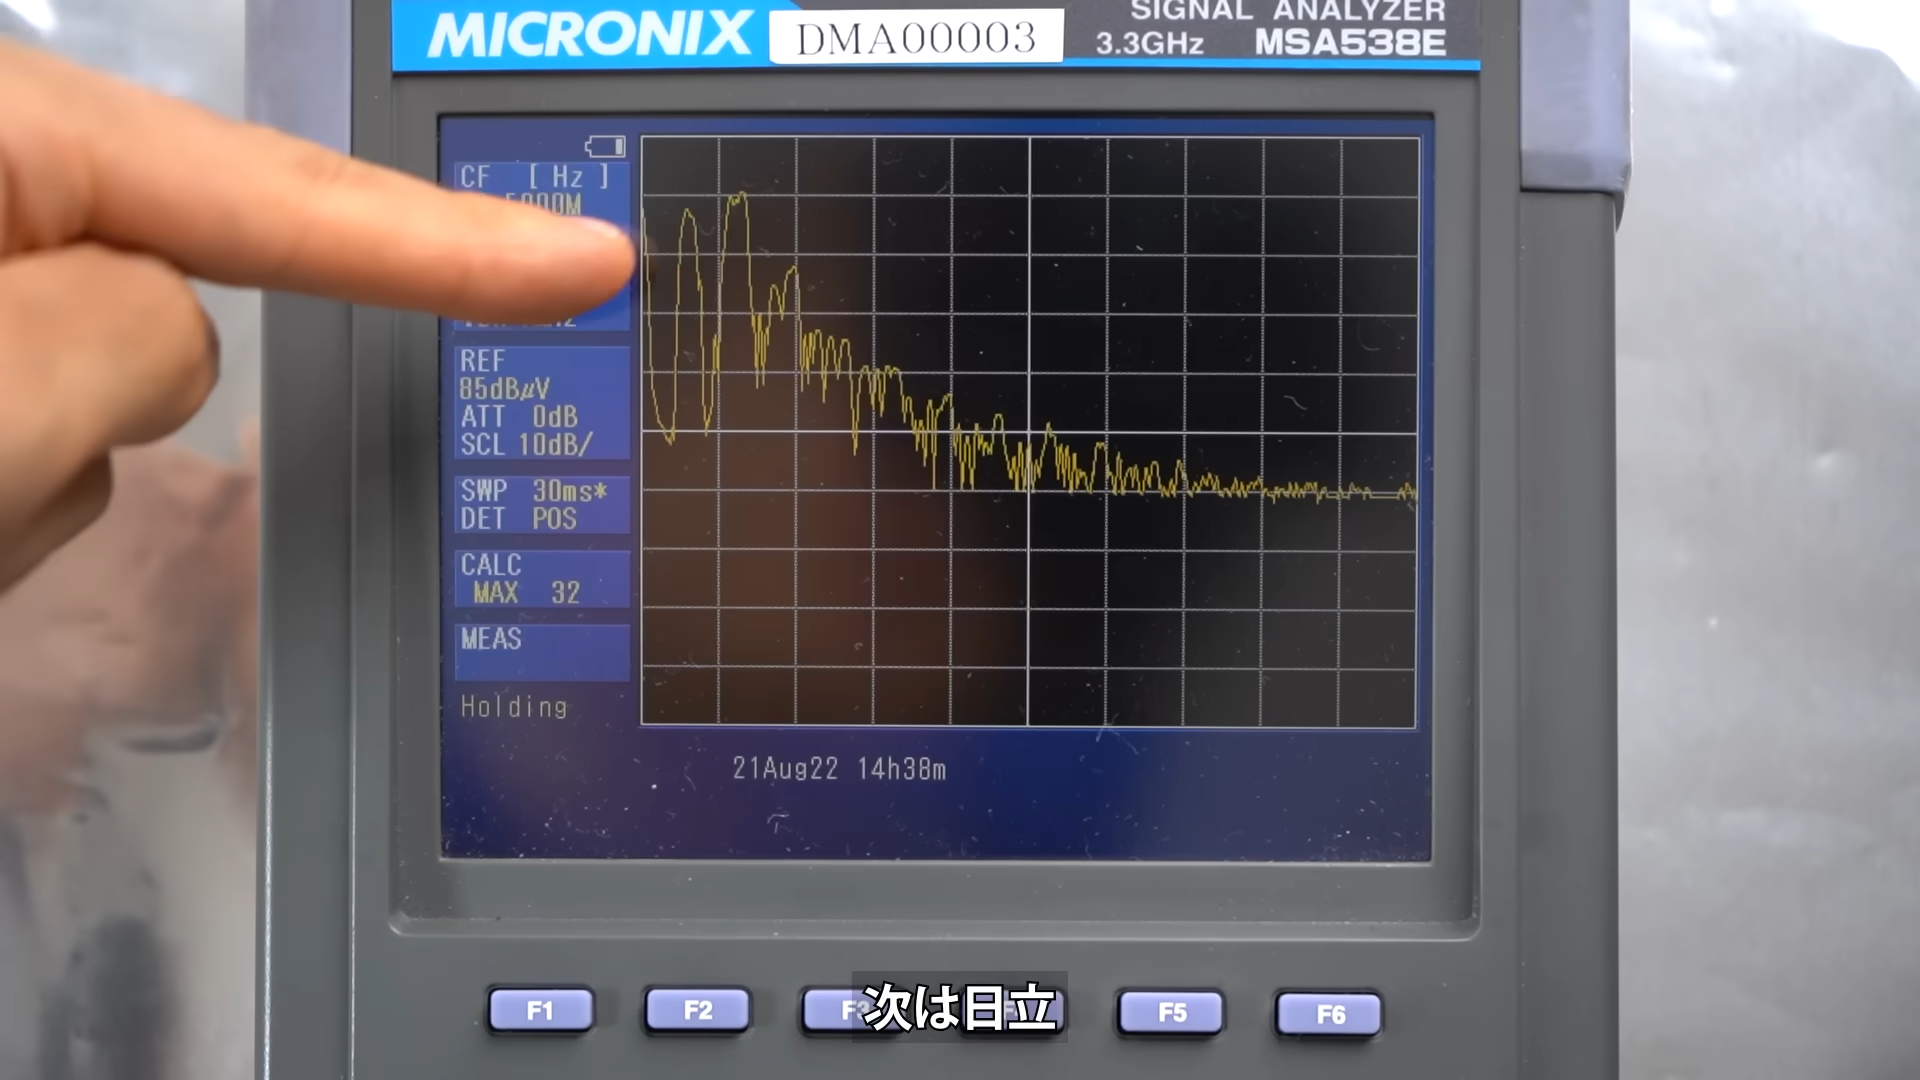 MICRONIX
DMA00003
SIGNAL ANALYZER
3.3GHz MSA538E
CF [ Hz ]
REF
85dBμV
ATT 0dB
SCL 10dB/
SWP 30ms*
DET POS
CALC
MAX 32
MEAS
Holding
21Aug22 14h38m
F1 F2 F3 F5 F6
次は日立